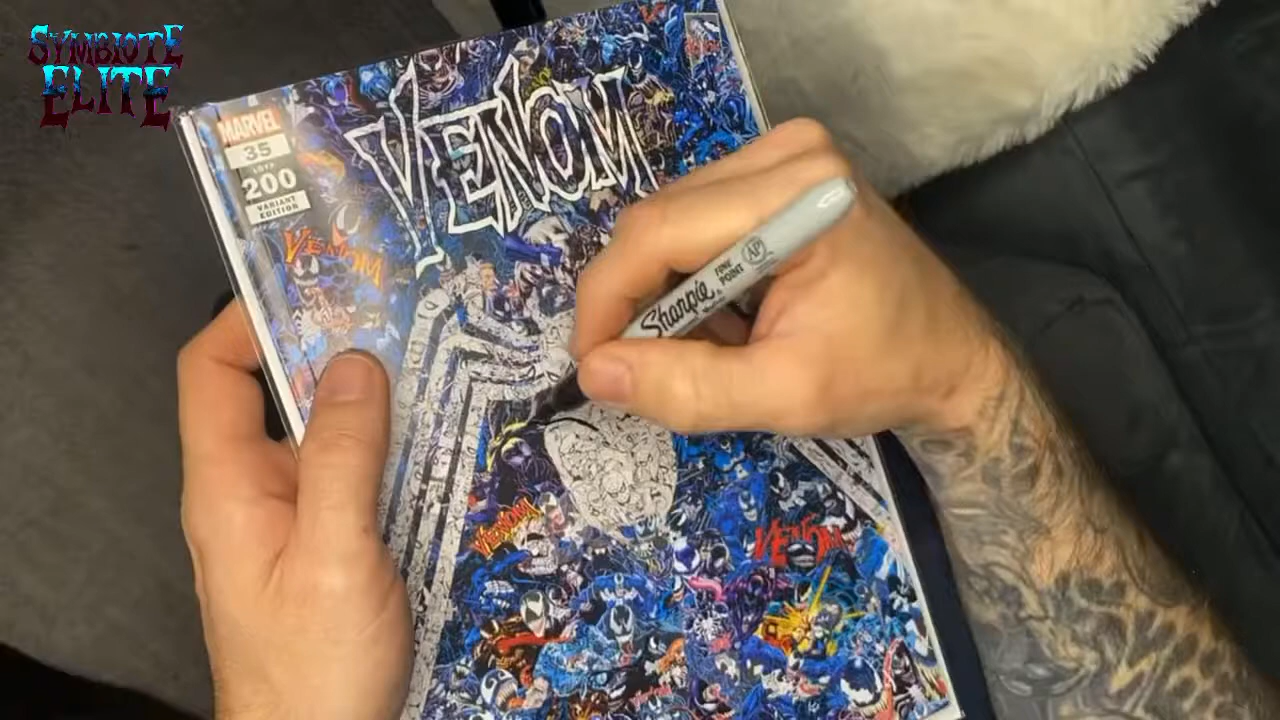 SYMBIOTE
ELITE
MARVEL
35
LGY#
200
VARIANT
EDITION
VENOM
VENOM
Sharpie
FINE
POINT
AP
VENOM
VENOM